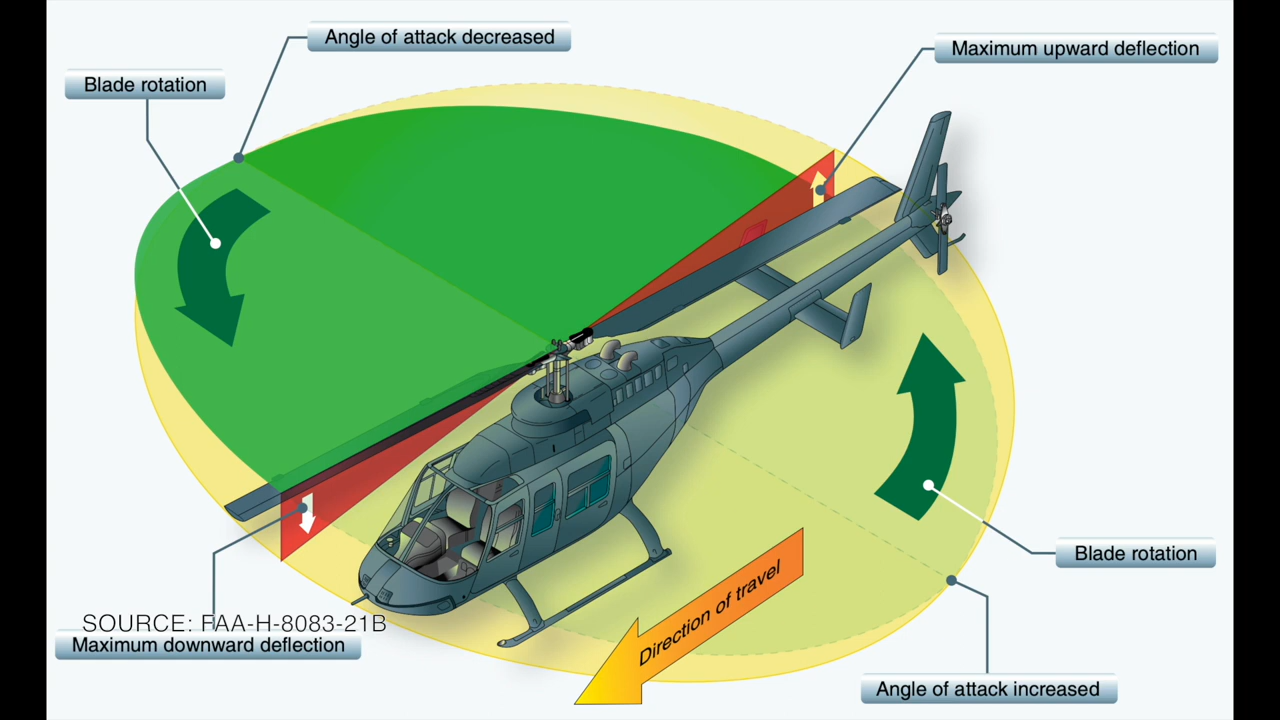 Angle of attack decreased
Maximum upward deflection
Blade rotation
Direction of travel
Blade rotation
SOURCE: FAA-H-8083-21B
Maximum downward deflection
Angle of attack increased